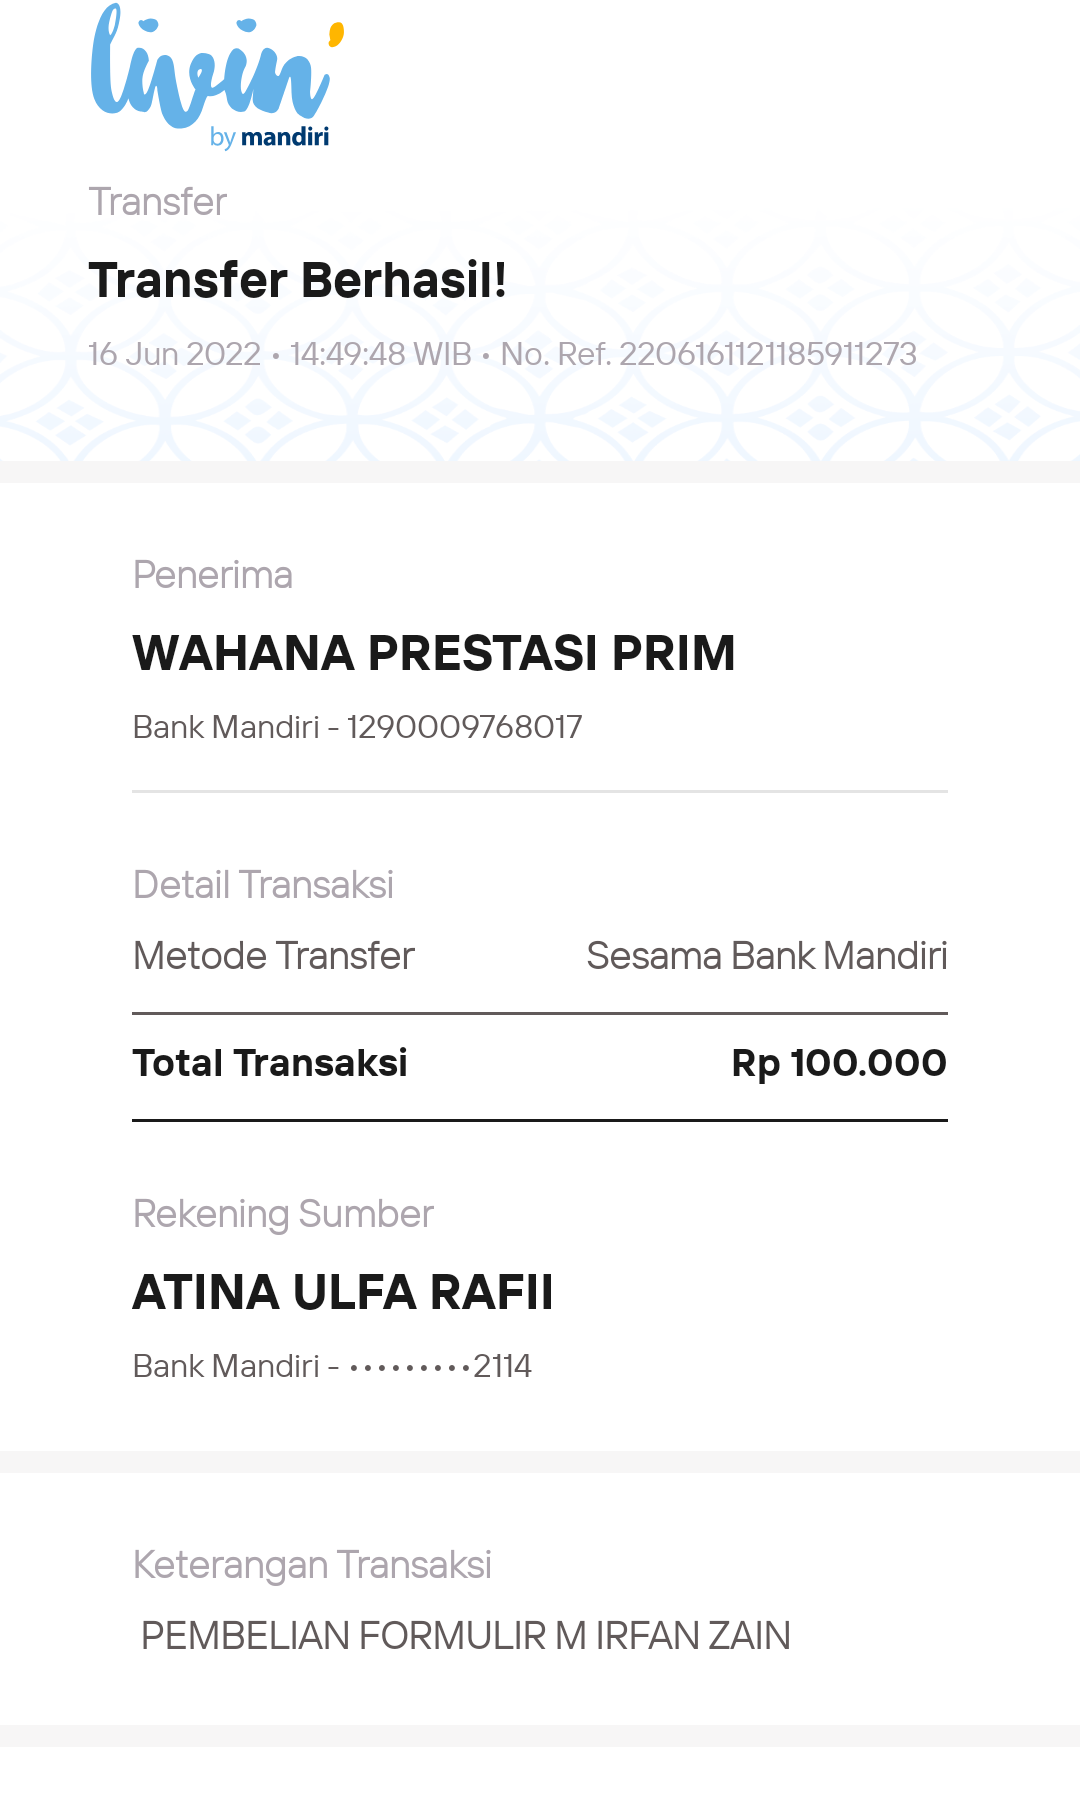 livin'
by mandiri
Transfer
Transfer Berhasil!
16 Jun 2022 • 14:49:48 WIB • No. Ref. 2206161121185911273
Penerima
WAHANA PRESTASI PRIM
Bank Mandiri - 1290009768017
Detail Transaksi
Metode Transfer Sesama Bank Mandiri
Total Transaksi Rp 100.000
Rekening Sumber
ATINA ULFA RAFII
Bank Mandiri - •••••••••2114
Keterangan Transaksi
PEMBELIAN FORMULIR M IRFAN ZAIN